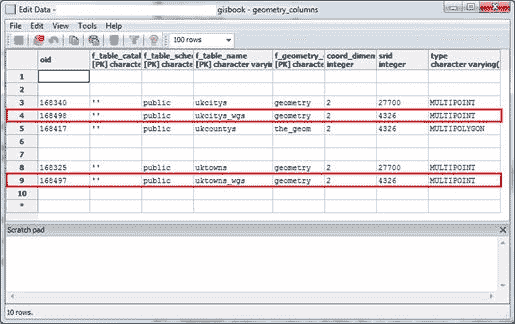 Edit Data - gisbook - geometry_columns
File Edit View Tools Help
100 rows
oid f_table_catal [PK] characte f_table_scher [PK] characte f_table_name [PK] character varying f_geometry_ [PK] characte coord_dimen integer srid integer type character varying(
1
2
3 168340 '' public ukcitys geometry 2 27700 MULTIPOINT
4 168498 '' public ukcitys_wgs geometry 2 4326 MULTIPOINT
5 168417 '' public ukcountys the_geom 2 4326 MULTIPOLYGON
6
7
8 168325 '' public uktowns geometry 2 27700 MULTIPOINT
9 168497 '' public uktowns_wgs geometry 2 4326 MULTIPOINT
10
*
Scratch pad
10 rows.